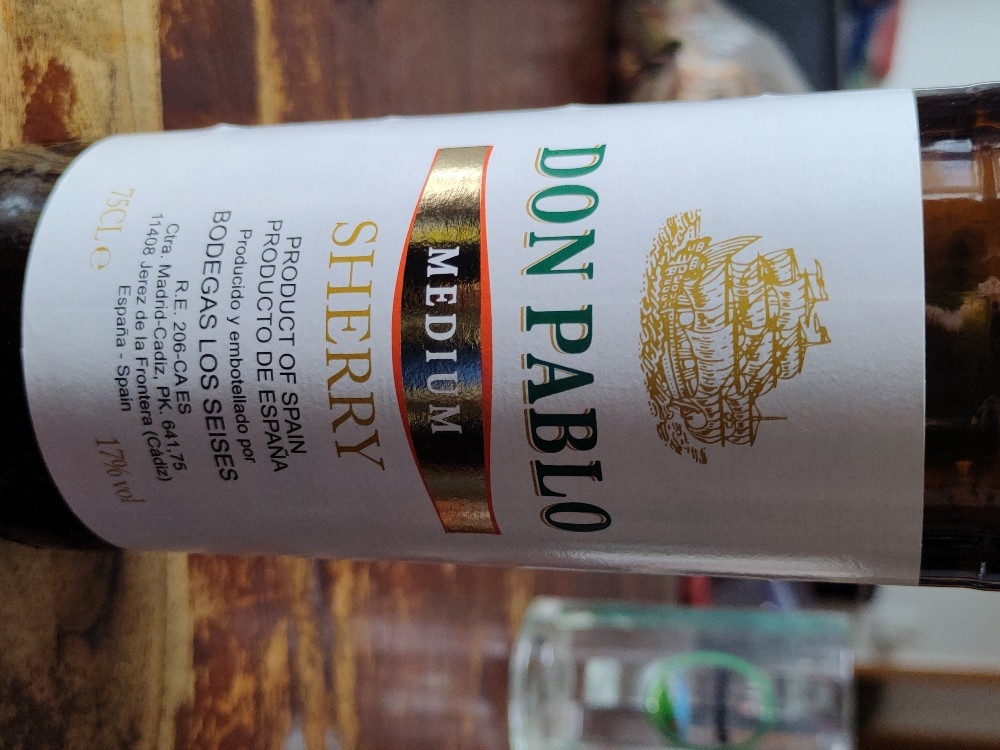 DON PABLO
MEDIUM
SHERRY
PRODUCT OF SPAIN
PRODUCTO DE ESPAÑA
Producido y embotellado por
BODEGAS LOS SEISES
R.E. 206-CA ES
Ctra. Madrid-Cadiz, PK. 641,75
11408 Jerez de la Frontera (Cádiz)
España - Spain
75CL e 17% vol